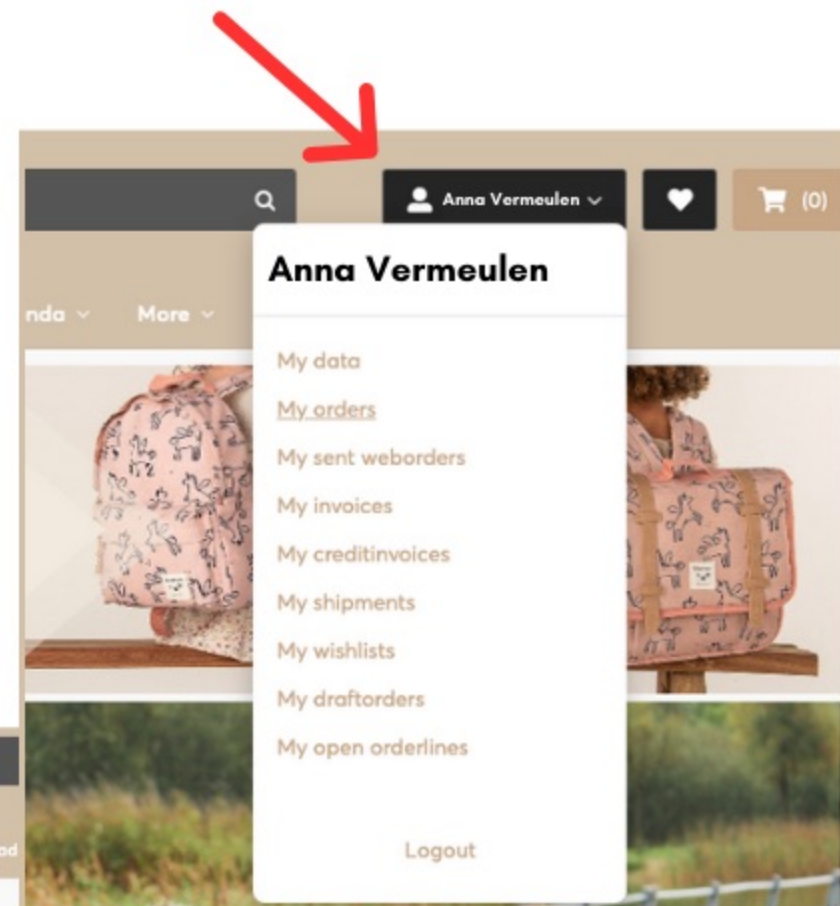 Anna Vermeulen
(0)
Anna Vermeulen
nda
More
My data
My orders
My sent weborders
My invoices
My creditinvoices
My shipments
My wishlists
My draftorders
My open orderlines
ad
Logout